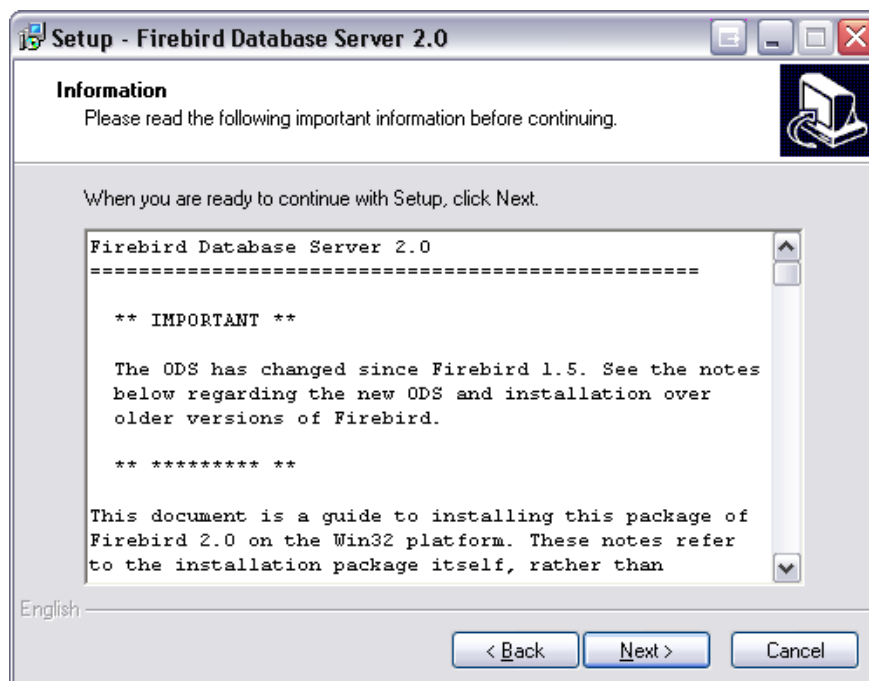 Setup - Firebird Database Server 2.0
Information
Please read the following important information before continuing.
When you are ready to continue with Setup, click Next.
Firebird Database Server 2.0
==================================================
** IMPORTANT **
The ODS has changed since Firebird 1.5. See the notes
below regarding the new ODS and installation over
older versions of Firebird.
** ********* **
This document is a guide to installing this package of
Firebird 2.0 on the Win32 platform. These notes refer
to the installation package itself, rather than
English
< Back
Next >
Cancel